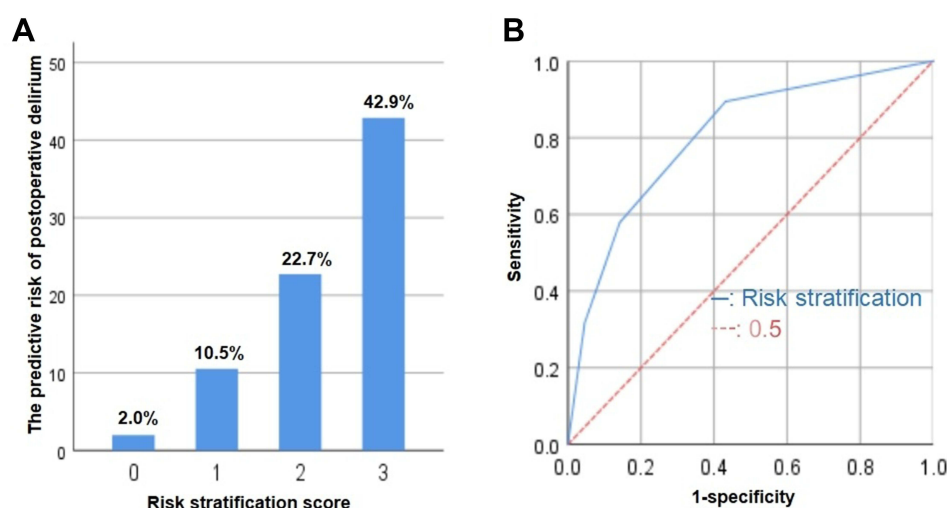 A
The predictive risk of postoperative delirium
50
40
30
20
10
0
2.0%
10.5%
22.7%
42.9%
0 1 2 3
Risk stratification score
B
Sensitivity
1.0
0.8
0.6
0.4
0.2
0.0
—: Risk stratification
---: 0.5
0.0 0.2 0.4 0.6 0.8 1.0
1-specificity